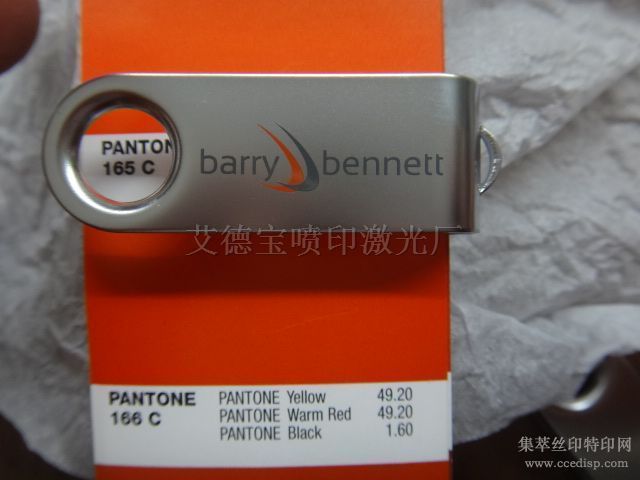 PANTON
165 C
barry bennett
艾德宝喷印激光厂
PANTONE
166 C
PANTONE Yellow 49.20
PANTONE Warm Red 49.20
PANTONE Black 1.60
集萃丝印特印网
www.ccedisp.com